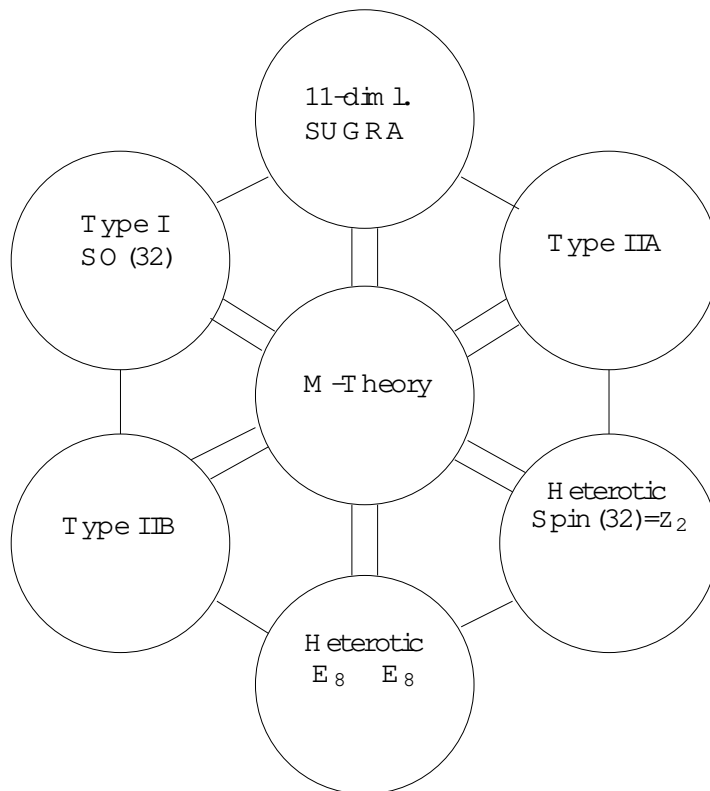 11-diml.
SUGRA
Type I
SO(32)
Type IIA
M-Theory
Type IIB
Heterotic
Spin(32)=Z₂
Heterotic
E₈ E₈